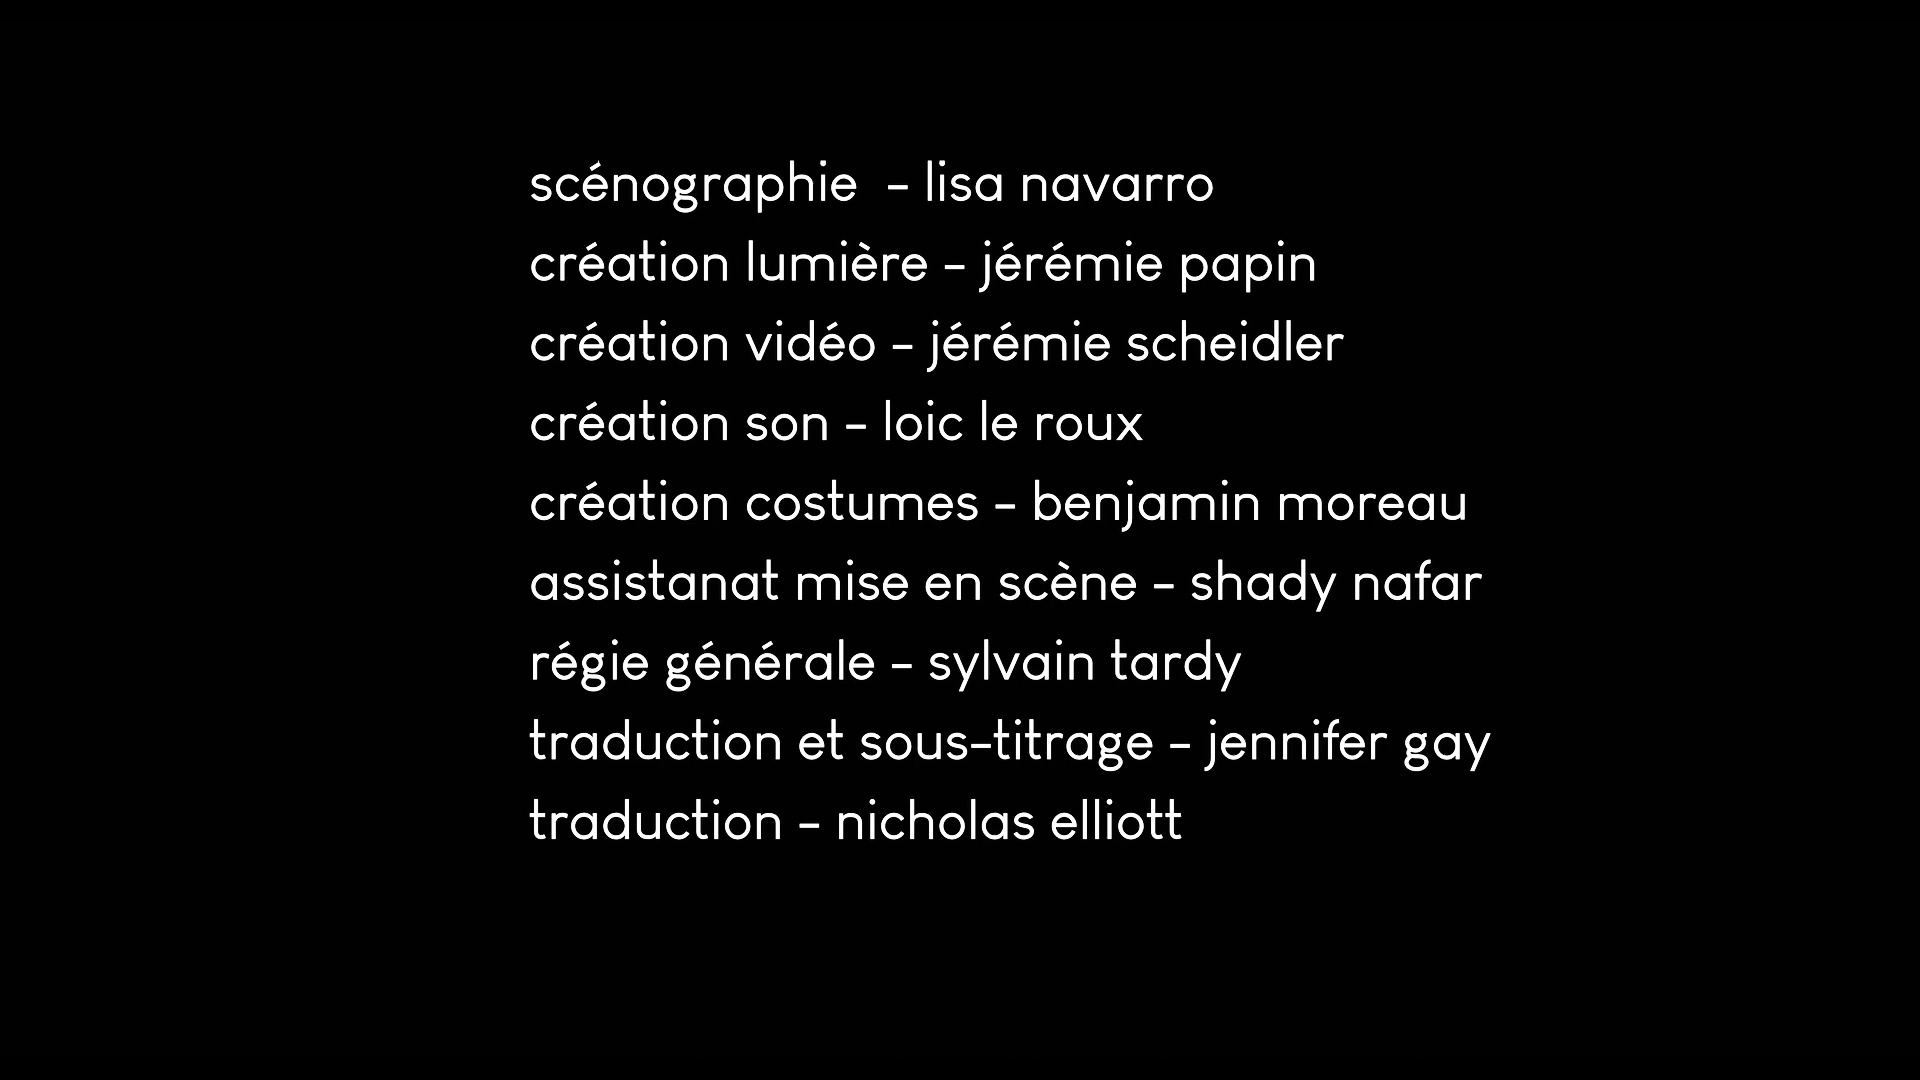 scénographie  - lisa navarro
création lumière - jérémie papin
création vidéo - jérémie scheidler
création son - loic le roux
création costumes - benjamin moreau
assistanat mise en scène - shady nafar
régie générale - sylvain tardy
traduction et sous-titrage - jennifer gay
traduction - nicholas elliott